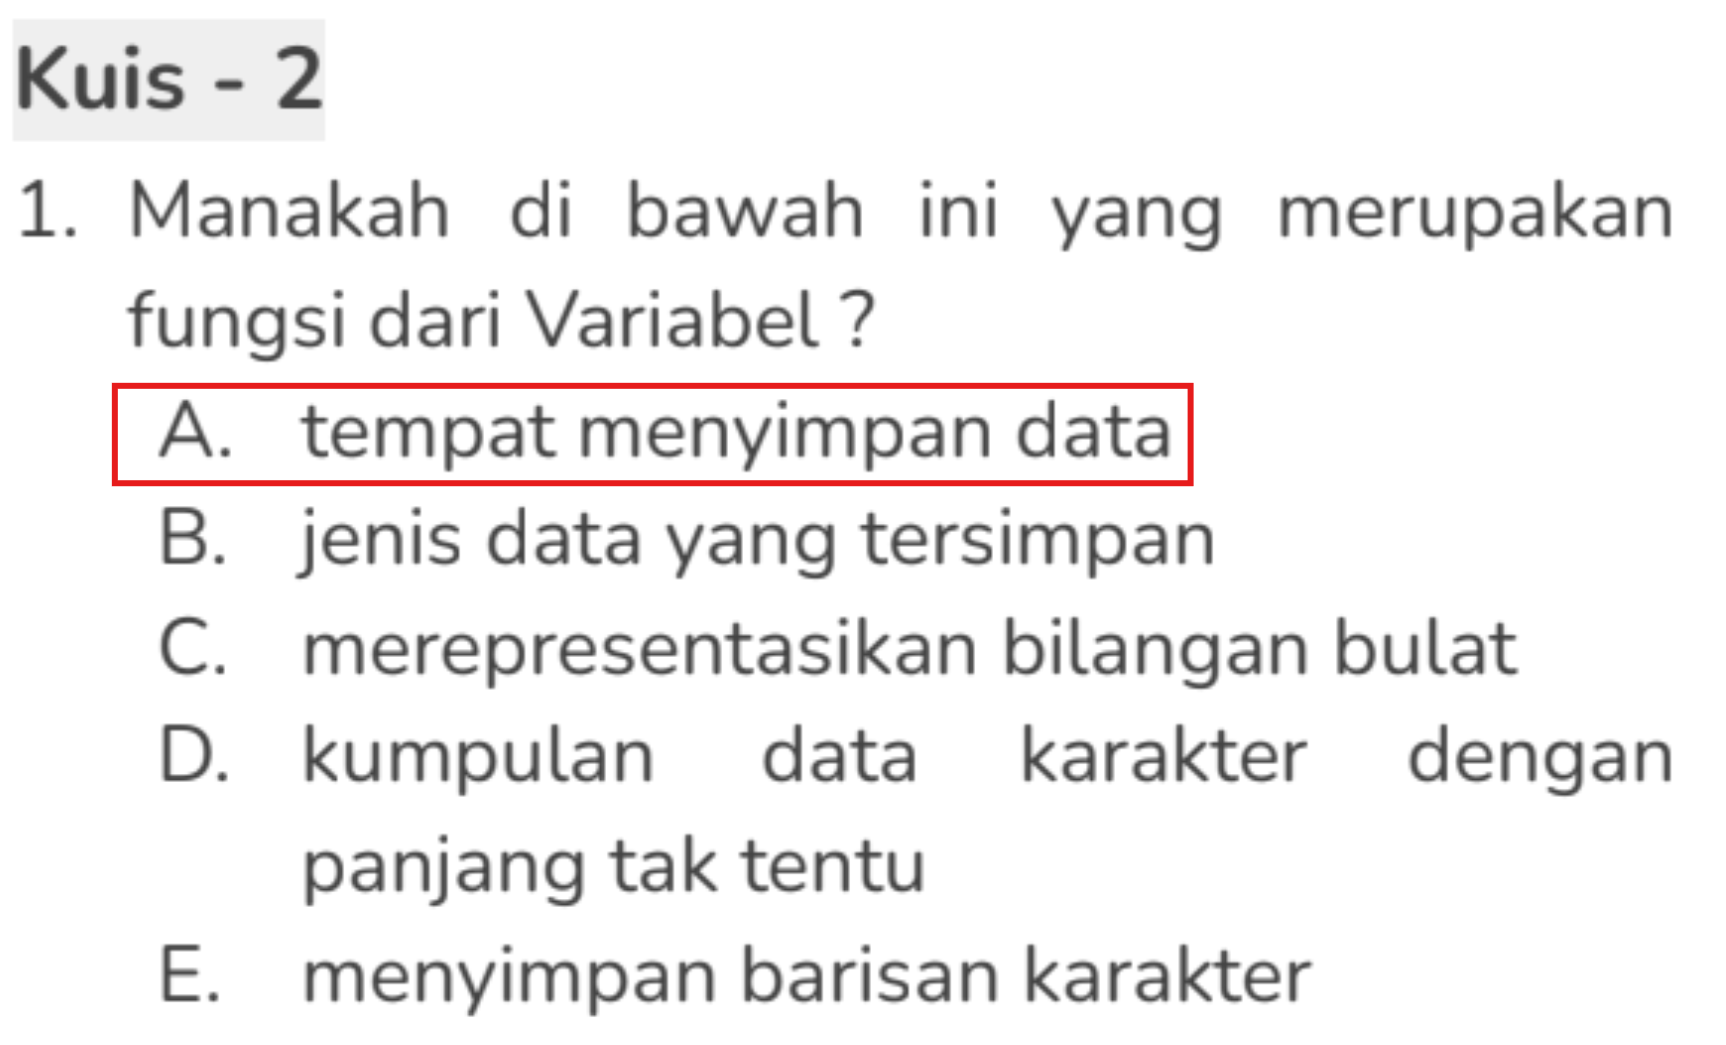 Kuis - 2
1. Manakah di bawah ini yang merupakan
fungsi dari Variabel ?
A. tempat menyimpan data
B. jenis data yang tersimpan
C. merepresentasikan bilangan bulat
D. kumpulan data karakter dengan
panjang tak tentu
E. menyimpan barisan karakter